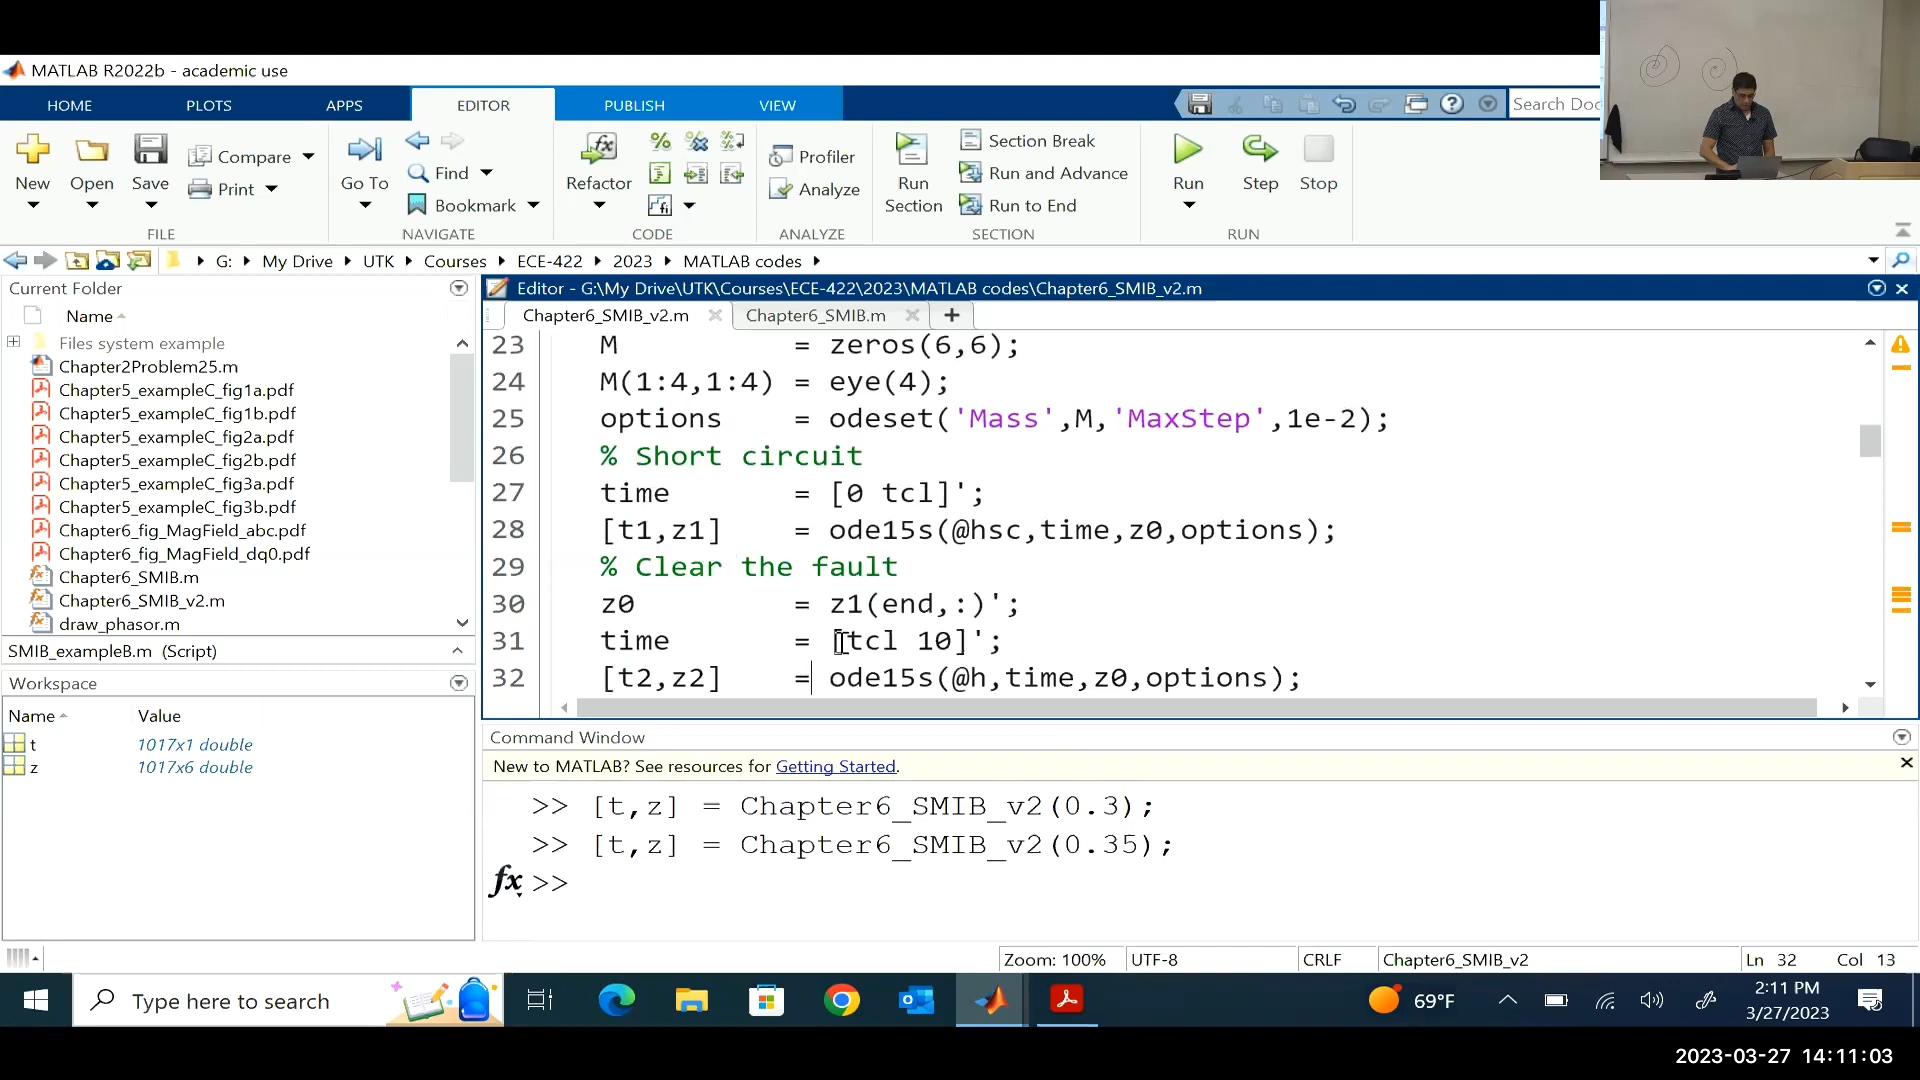 MATLAB R2022b - academic use
HOME PLOTS APPS EDITOR PUBLISH VIEW Search Doc
New Open Save Compare Print
FILE
Go To Find Bookmark
NAVIGATE
Refactor
CODE
Profiler
Analyze
ANALYZE
Run Section
Section Break
Run and Advance
Run to End
SECTION
Run Step Stop
RUN
G: My Drive UTK Courses ECE-422 2023 MATLAB codes
Current Folder
Name
Files system example
Chapter2Problem25.m
Chapter5_exampleC_fig1a.pdf
Chapter5_exampleC_fig1b.pdf
Chapter5_exampleC_fig2a.pdf
Chapter5_exampleC_fig2b.pdf
Chapter5_exampleC_fig3a.pdf
Chapter5_exampleC_fig3b.pdf
Chapter6_fig_MagField_abc.pdf
Chapter6_fig_MagField_dq0.pdf
Chapter6_SMIB.m
Chapter6_SMIB_v2.m
draw_phasor.m
SMIB_exampleB.m (Script)
Workspace
Name Value
t 1017x1 double
z 1017x6 double
Editor - G:\My Drive\UTK\Courses\ECE-422\2023\MATLAB codes\Chapter6_SMIB_v2.m
Chapter6_SMIB_v2.m Chapter6_SMIB.m
23 M = zeros(6,6);
24 M(1:4,1:4) = eye(4);
25 options = odeset('Mass',M,'MaxStep',1e-2);
26 % Short circuit
27 time = [0 tcl]';
28 [t1,z1] = ode15s(@hsc,time,z0,options);
29 % Clear the fault
30 z0 = z1(end,:)';
31 time = [tcl 10]';
32 [t2,z2] = ode15s(@h,time,z0,options);
Command Window
New to MATLAB? See resources for Getting Started.
>> [t,z] = Chapter6_SMIB_v2(0.3);
>> [t,z] = Chapter6_SMIB_v2(0.35);
fx >>
Zoom: 100% UTF-8 CRLF Chapter6_SMIB_v2 Ln 32 Col 13
Type here to search
69°F
2:11 PM
3/27/2023
2023-03-27 14:11:03